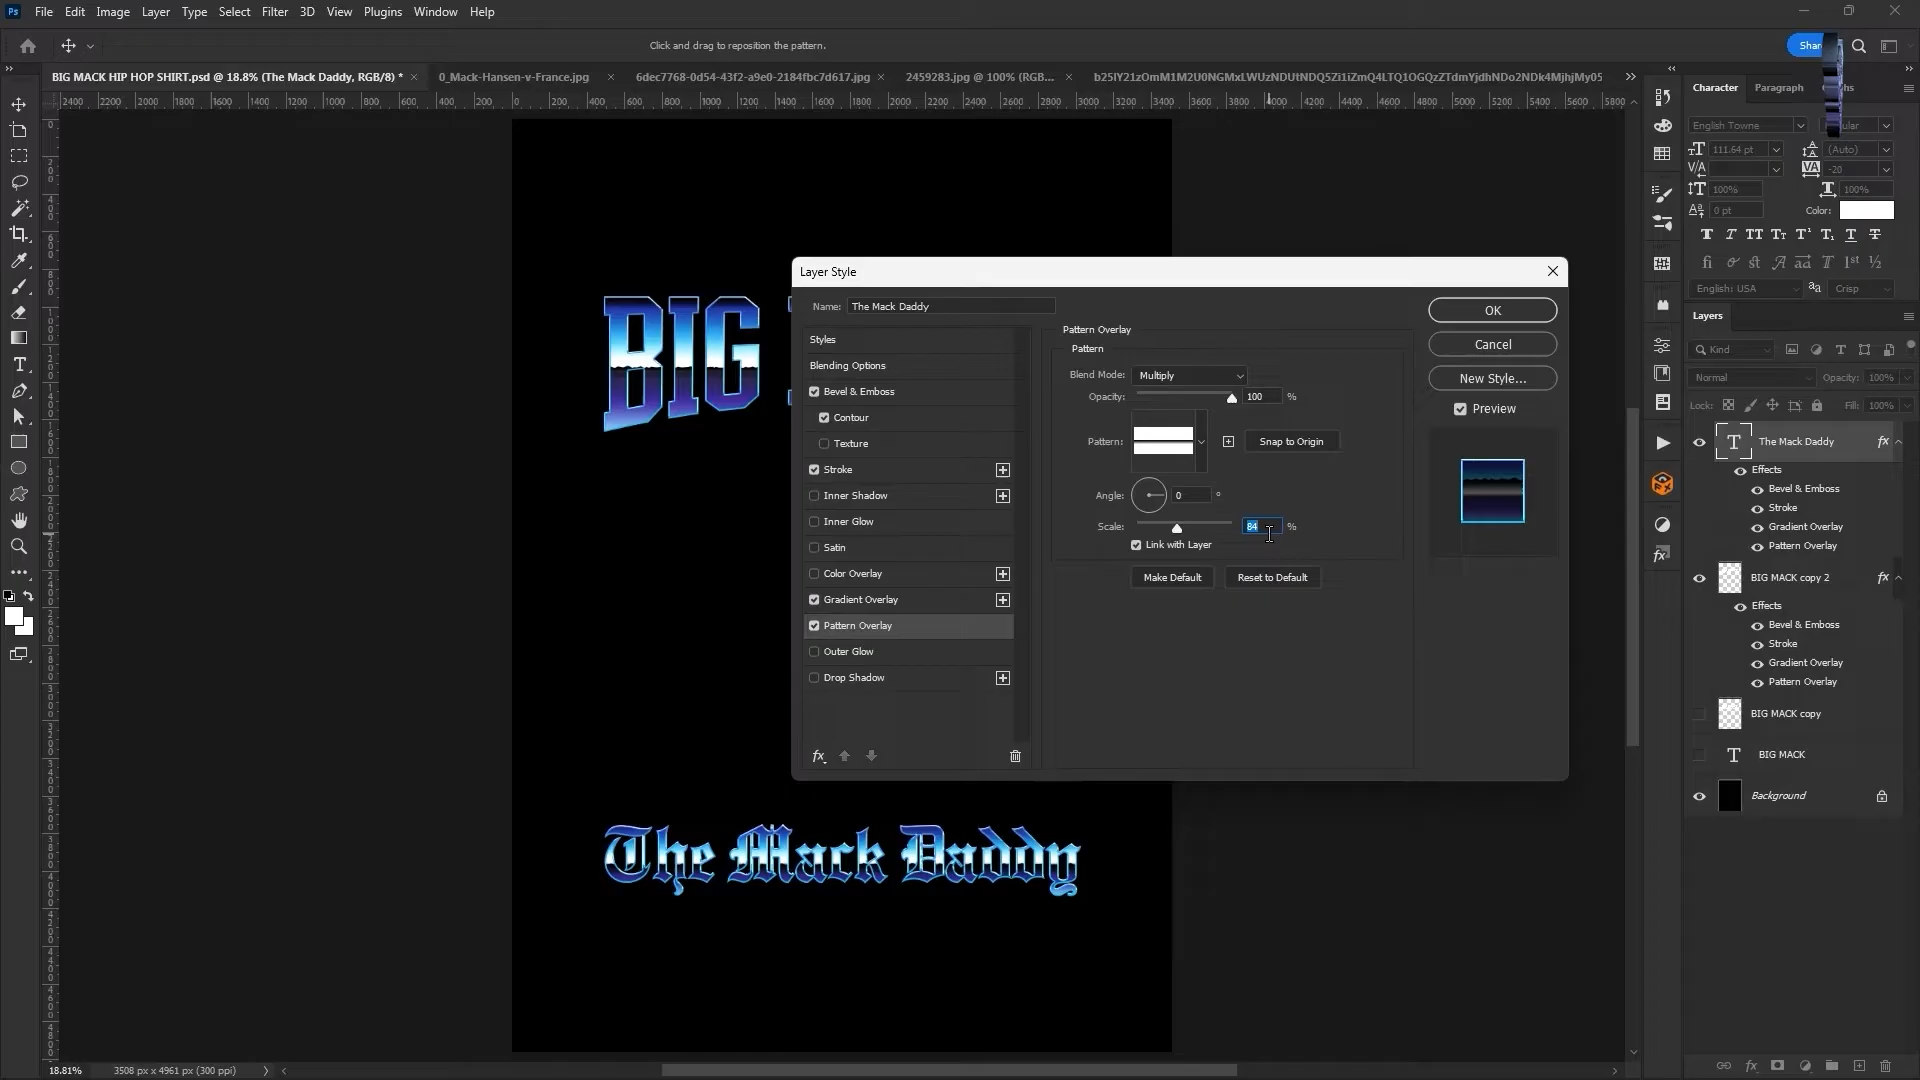 Ps File Edit Image Layer Type Select Filter 3D View Plugins Window Help
Click and drag to reposition the pattern.
BIG MACK HIP HOP SHIRT.psd @ 18.8% (The Mack Daddy, RGB/8) *
0_Mack-Hansen-v-France.jpg
6dec7768-0d54-43f2-a9e0-2184fbc7d617.jpg
2459283.jpg @ 100% (RGB...
Character
Paragraph
English Towne
111.64 pt
(Auto)
-20
100%
100%
0 pt
Color:
English: USA
Crisp
Layers
Kind
Normal
Opacity: 100%
Lock:
Fill: 100%
The Mack Daddy
Effects
Bevel & Emboss
Stroke
Gradient Overlay
Pattern Overlay
BIG MACK copy 2
Effects
Bevel & Emboss
Stroke
Gradient Overlay
Pattern Overlay
BIG MACK copy
BIG MACK
Background
BIG
The Mack Daddy
Layer Style
Name: The Mack Daddy
Styles
Blending Options
Bevel & Emboss
Contour
Texture
Stroke
Inner Shadow
Inner Glow
Satin
Color Overlay
Gradient Overlay
Pattern Overlay
Outer Glow
Drop Shadow
Pattern Overlay
Pattern
Blend Mode: Multiply
Opacity: 100 %
Pattern:
Snap to Origin
Angle: 0 °
Scale: 84 %
Link with Layer
Make Default
Reset to Default
OK
Cancel
New Style...
Preview
18.81%
3508 px x 4961 px (300 ppi)